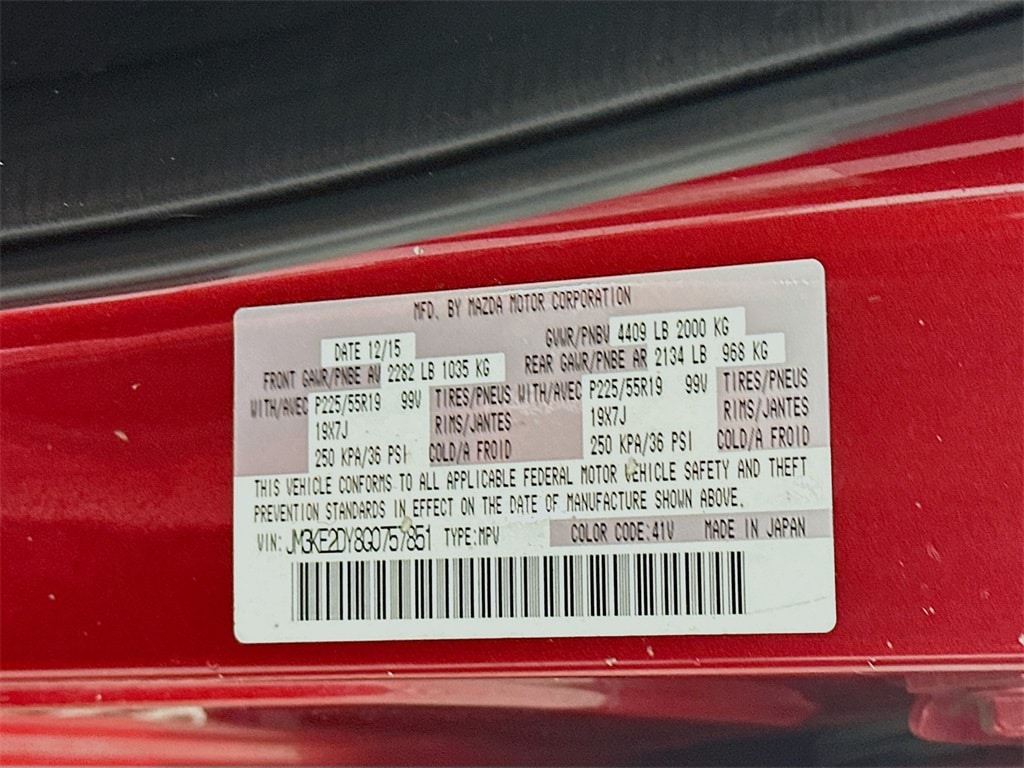 MFD. BY MAZDA MOTOR CORPORATION
DATE 12/15 GVWR/PNBV 4409 LB 2000 KG
FRONT GAWR/PNBE AV 2282 LB 1035 KG REAR GAWR/PNBE AR 2134 LB 968 KG
WITH/AVEC P225/55R19 99V TIRES/PNEUS WITH/AVEC P225/55R19 99V TIRES/PNEUS
19X7J RIMS/JANTES 19X7J RIMS/JANTES
250 KPA/36 PSI COLD/A FROID 250 KPA/36 PSI COLD/A FROID
THIS VEHICLE CONFORMS TO ALL APPLICABLE FEDERAL MOTOR VEHICLE SAFETY AND THEFT
PREVENTION STANDARDS IN EFFECT ON THE DATE OF MANUFACTURE SHOWN ABOVE.
VIN: JM3KE2DY8G0757851 TYPE:MPV COLOR CODE:41V MADE IN JAPAN